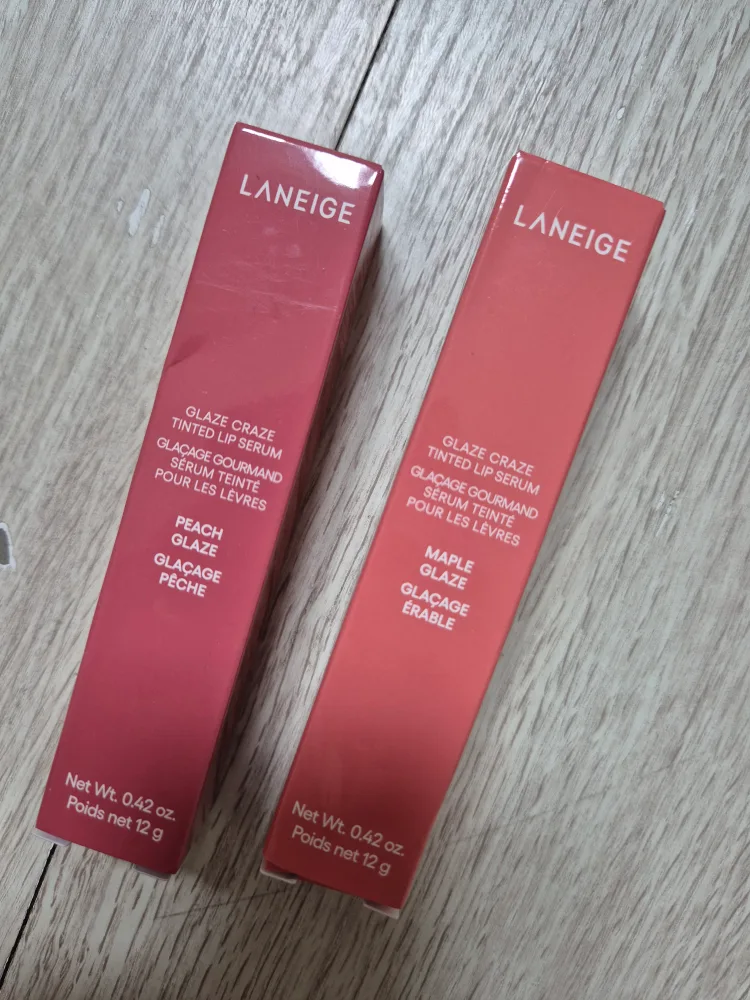 LANEIGE
GLAZE CRAZE
TINTED LIP SERUM
GLAÇAGE GOURMAND
SÉRUM TEINTÉ
POUR LES LÈVRES
PEACH
GLAZE
GLAÇAGE
PÊCHE
Net Wt. 0.42 oz.
Poids net 12 g
LANEIGE
GLAZE CRAZE
TINTED LIP SERUM
GLAÇAGE GOURMAND
SÉRUM TEINTÉ
POUR LES LÈVRES
MAPLE
GLAZE
GLAÇAGE
ÉRABLE
Net Wt. 0.42 oz.
Poids net 12 g